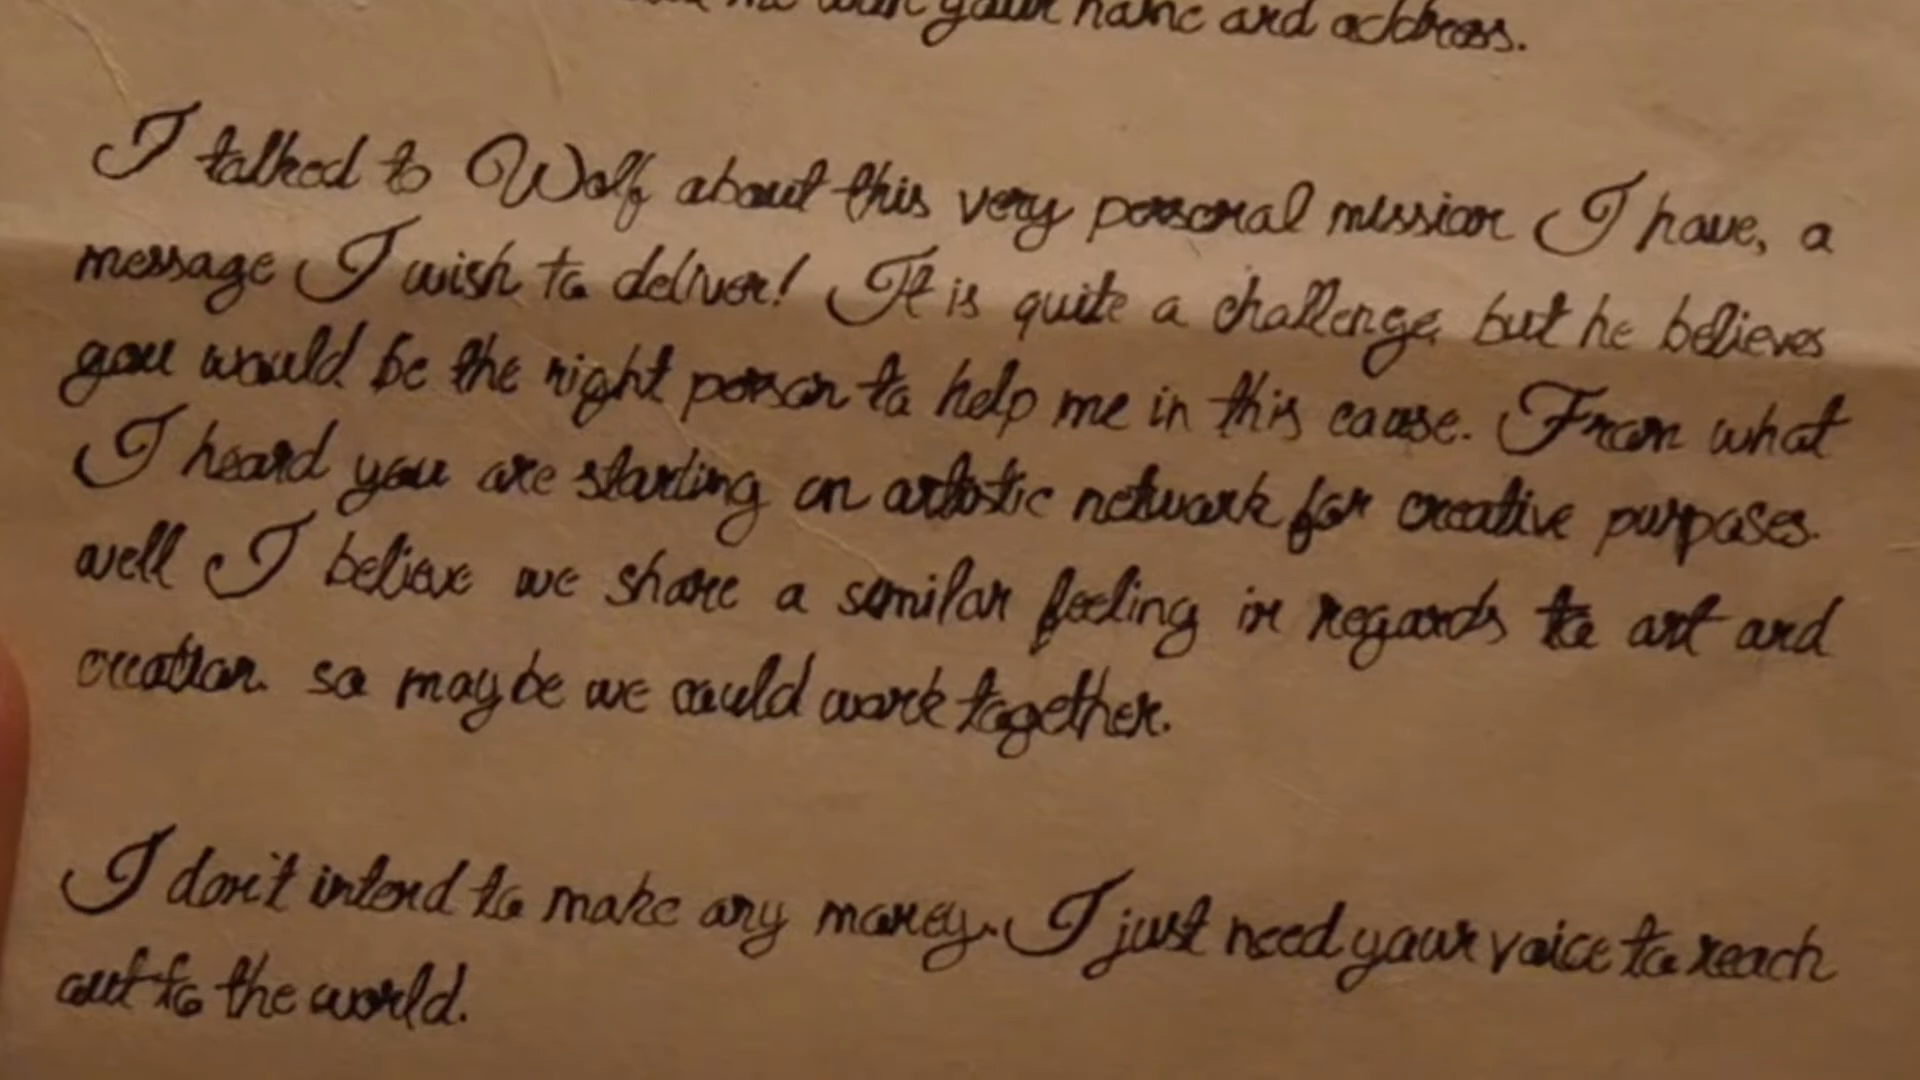 me with your name and address.
I talked to Wolf about this very personal mission I have, a
message I wish to deliver! It is quite a challenge, but he believes
you would be the right person to help me in this cause. From what
I heard you are starting an artistic network for creative purposes.
well I believe we share a similar feeling in regards to art and
creation. so maybe we could work together.
I don't intend to make any money. I just need your voice to reach
out to the world.